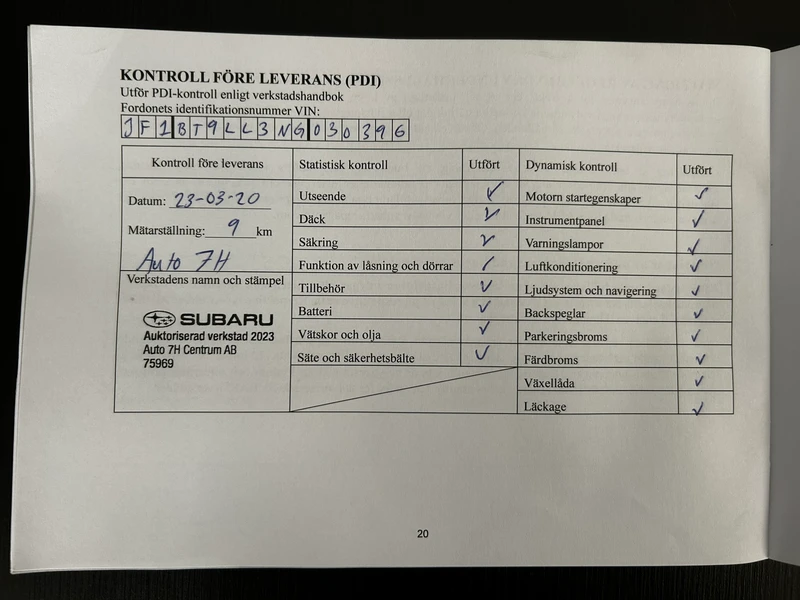 KONTROLL FÖRE LEVERANS (PDI)
Utför PDI-kontroll enligt verkstadshandbok
Fordonets identifikationsnummer VIN:
JF1BT9LL3NG030396
Kontroll före leverans Statistisk kontroll Utfört Dynamisk kontroll Utfört
Datum: 23-03-20
Mätarställning: 9 km
Auto 7H
Verkstadens namn och stämpel
SUBARU
Auktoriserad verkstad 2023
Auto 7H Centrum AB
75969
Utseende ✓
Däck ✓
Säkring ✓
Funktion av låsning och dörrar ✓
Tillbehör ✓
Batteri ✓
Vätskor och olja ✓
Säte och säkerhetsbälte ✓
Motorn startegenskaper ✓
Instrumentpanel ✓
Varningslampor ✓
Luftkonditionering ✓
Ljudsystem och navigering ✓
Backspeglar ✓
Parkeringsbroms ✓
Färdbroms ✓
Växellåda ✓
Läckage ✓
20